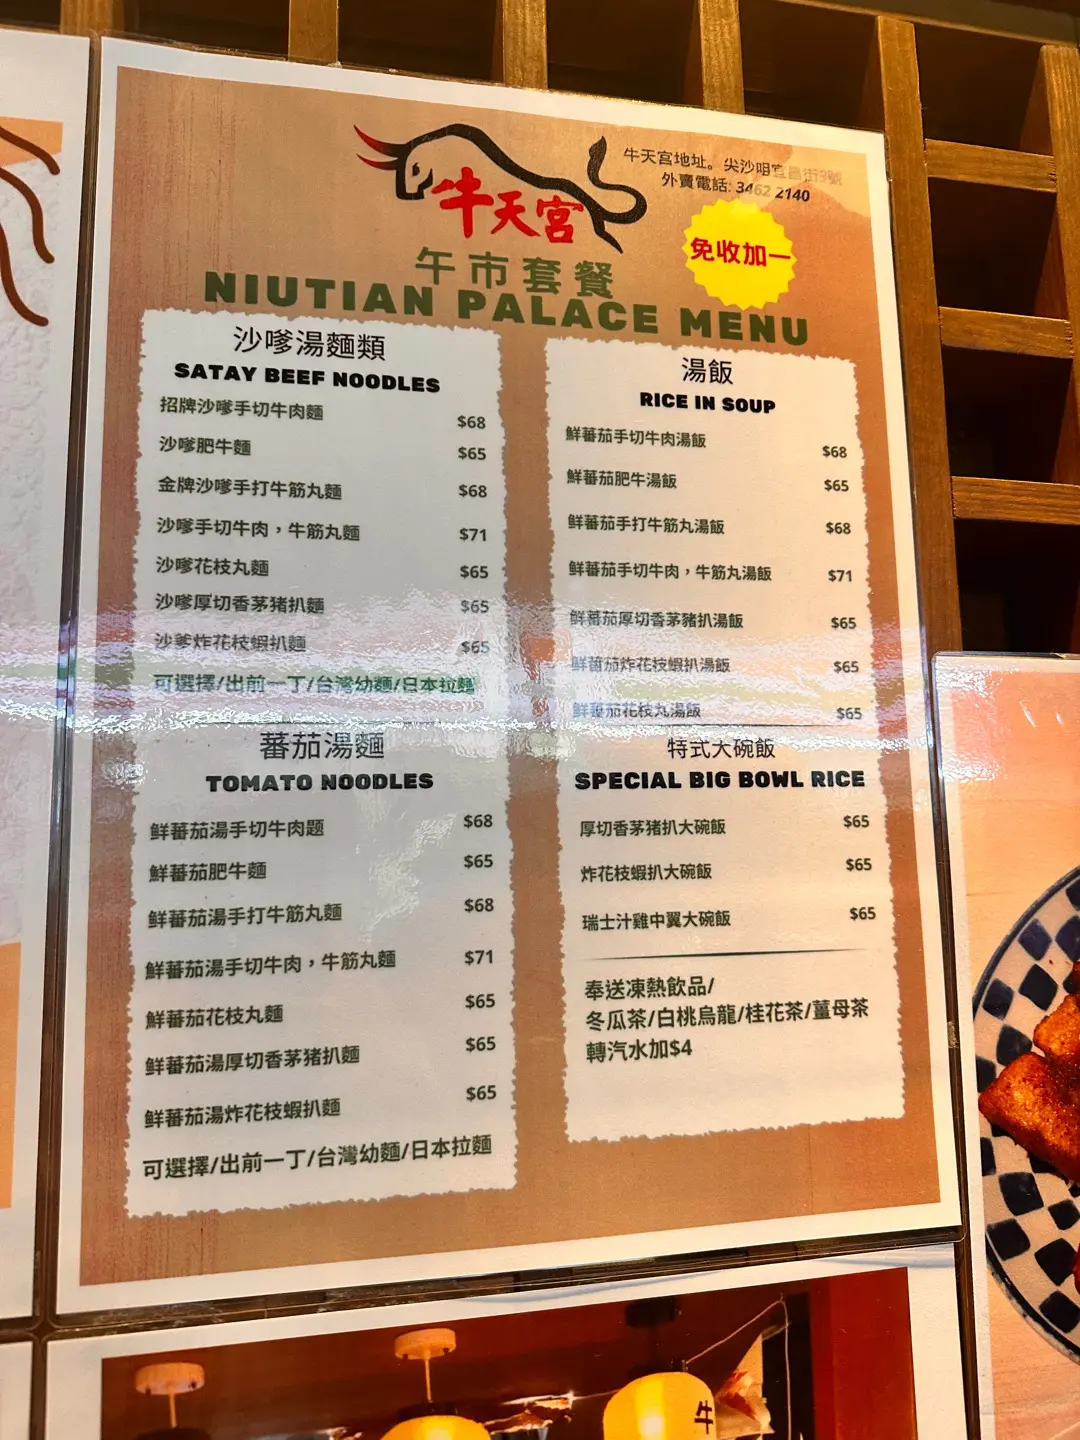 牛天宮地址。尖沙咀宜昌街9號
外賣電話: 3462 2140
牛天宮
免收加一
午市套餐
NIUTIAN PALACE MENU
沙嗲湯麵類
SATAY BEEF NOODLES
招牌沙嗲手切牛肉麵 $68
沙嗲肥牛麵 $65
金牌沙嗲手打牛筋丸麵 $68
沙嗲手切牛肉，牛筋丸麵 $71
沙嗲花枝丸麵 $65
沙嗲厚切香茅猪扒麵 $65
沙爹炸花枝蝦扒麵 $65
可選擇/出前一丁/台灣幼麵/日本拉麵
蕃茄湯麵
TOMATO NOODLES
鮮蕃茄湯手切牛肉题 $68
鮮蕃茄肥牛麵 $65
鮮蕃茄湯手打牛筋丸麵 $68
鮮蕃茄湯手切牛肉，牛筋丸麵 $71
鮮蕃茄花枝丸麵 $65
鮮蕃茄湯厚切香茅猪扒麵 $65
鮮蕃茄湯炸花枝蝦扒麵 $65
可選擇/出前一丁/台灣幼麵/日本拉麵
湯飯
RICE IN SOUP
鮮蕃茄手切牛肉湯飯 $68
鮮蕃茄肥牛湯飯 $65
鮮蕃茄手打牛筋丸湯飯 $68
鮮蕃茄手切牛肉，牛筋丸湯飯 $71
鮮蕃茄厚切香茅豬扒湯飯 $65
鮮蕃茄炸花枝蝦扒湯飯 $65
鮮蕃茄花枝丸湯飯 $65
特式大碗飯
SPECIAL BIG BOWL RICE
厚切香茅猪扒大碗飯 $65
炸花枝蝦扒大碗飯 $65
瑞士汁雞中翼大碗飯 $65
奉送凍熱飲品/
冬瓜茶/白桃烏龍/桂花茶/薑母茶
轉汽水加$4
牛